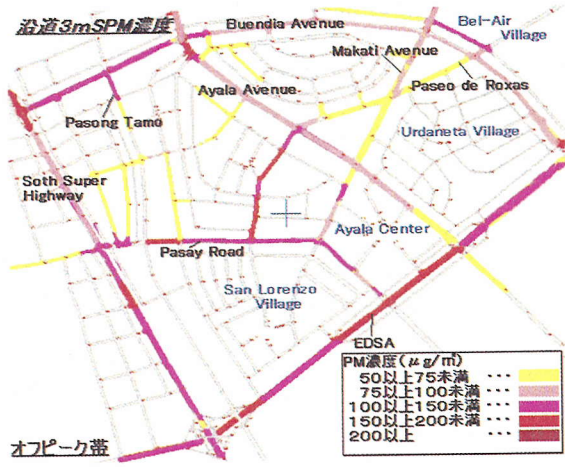 沿道3mSPM濃度
Buendia Avenue
Bel-Air
Village
Makati Avenue
Ayala Avenue
Paseo de Roxas
Pasong Tamo
Urdaneta Village
Soth Super
Highway
Ayala Center
Pasay Road
San Lorenzo
Village
EDSA
PM濃度(μg/㎥)
50以上75未満 ···
75以上100未満 ···
100以上150未満 ···
150以上200未満 ···
200以上 ···
オフピーク帯